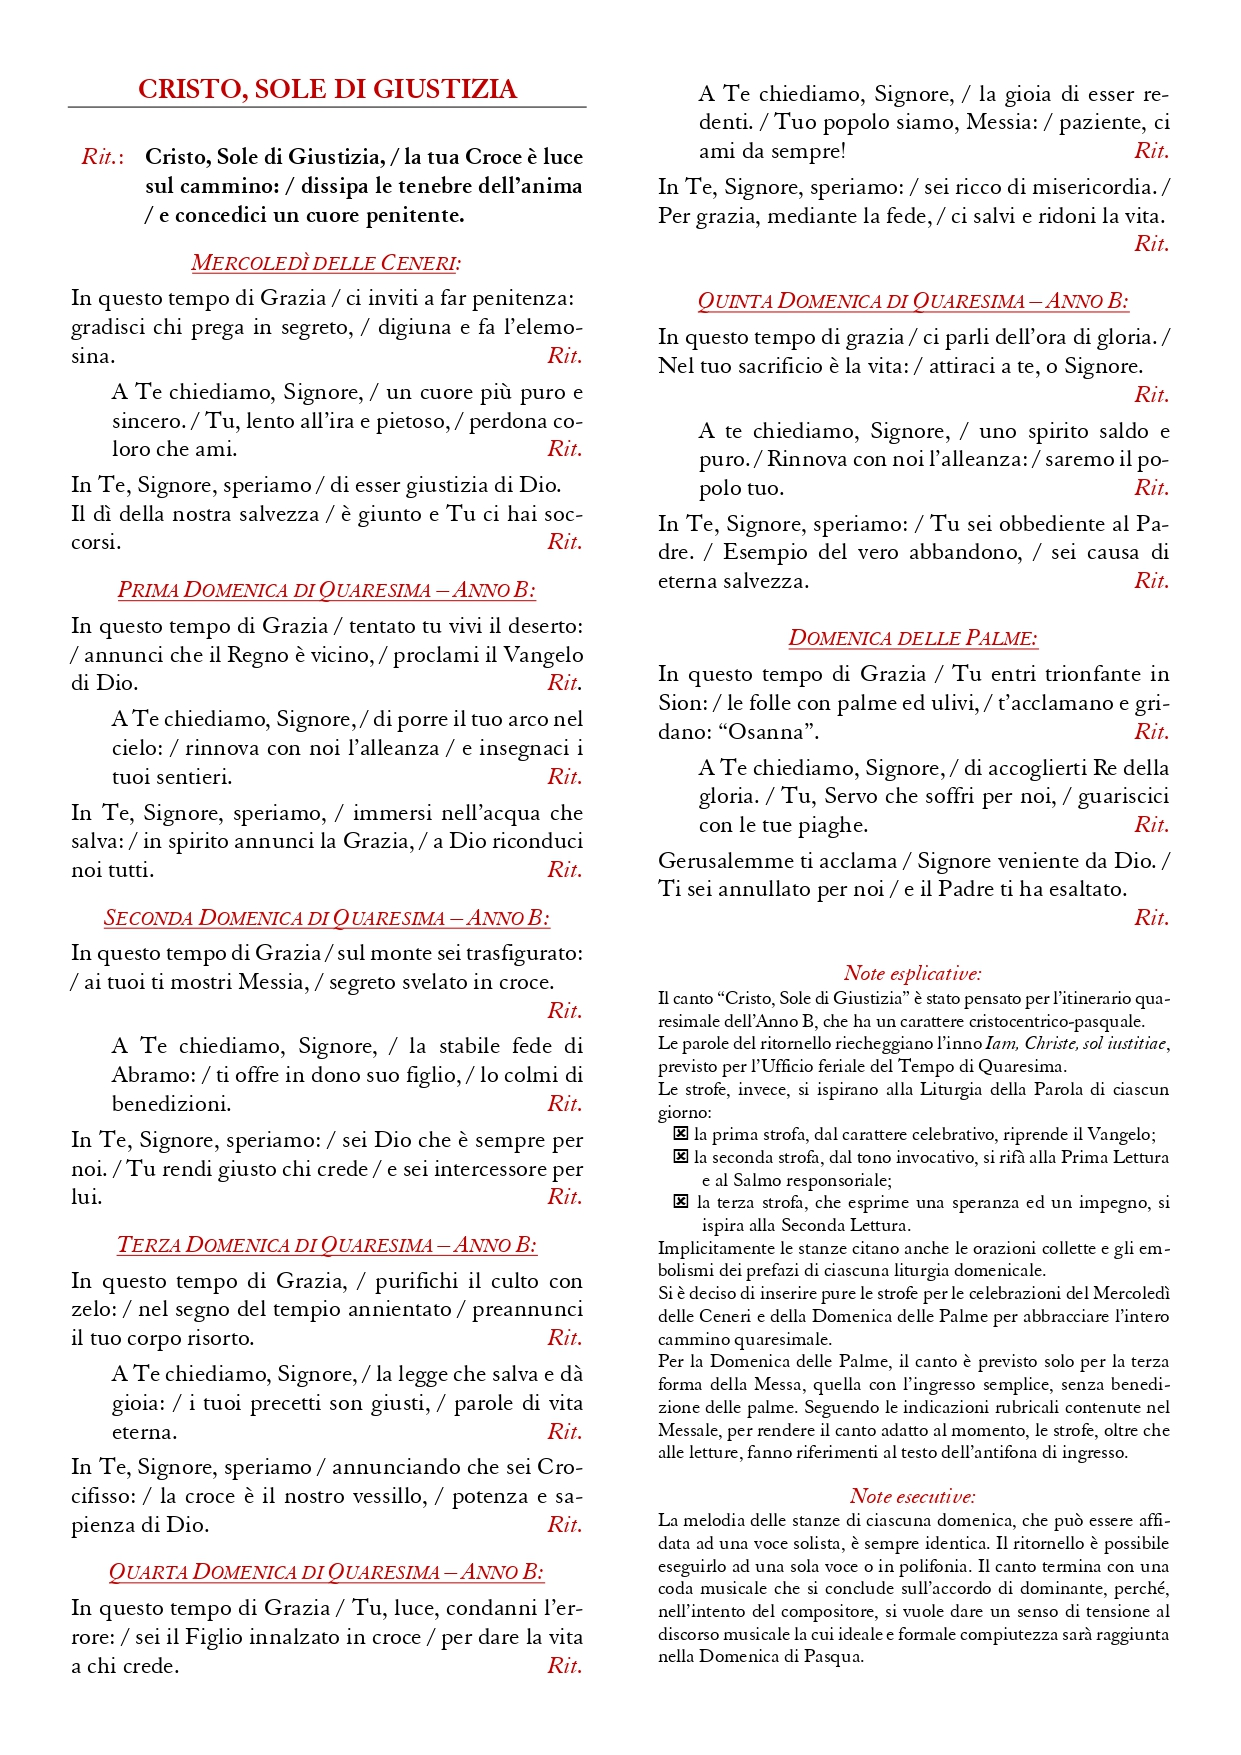 CRISTO, SOLE DI GIUSTIZIA
Rit.: Cristo, Sole di Giustizia, / la tua Croce è luce
sul cammino: / dissipa le tenebre dell’anima
/ e concedici un cuore penitente.
MERCOLEDÌ DELLE CENERI:
In questo tempo di Grazia / ci inviti a far penitenza:
gradisci chi prega in segreto, / digiuna e fa l’elemo-
sina. Rit.
A Te chiediamo, Signore, / un cuore più puro e
sincero. / Tu, lento all’ira e pietoso, / perdona co-
loro che ami. Rit.
In Te, Signore, speriamo / di esser giustizia di Dio.
Il dì della nostra salvezza / è giunto e Tu ci hai soc-
corsi. Rit.
PRIMA DOMENICA DI QUARESIMA – ANNO B:
In questo tempo di Grazia / tentato tu vivi il deserto:
/ annunci che il Regno è vicino, / proclami il Vangelo
di Dio. Rit.
A Te chiediamo, Signore, / di porre il tuo arco nel
cielo: / rinnova con noi l’alleanza / e insegnaci i
tuoi sentieri. Rit.
In Te, Signore, speriamo, / immersi nell’acqua che
salva: / in spirito annunci la Grazia, / a Dio riconduci
noi tutti. Rit.
SECONDA DOMENICA DI QUARESIMA – ANNO B:
In questo tempo di Grazia / sul monte sei trasfigurato:
/ ai tuoi ti mostri Messia, / segreto svelato in croce.
Rit.
A Te chiediamo, Signore, / la stabile fede di
Abramo: / ti offre in dono suo figlio, / lo colmi di
benedizioni. Rit.
In Te, Signore, speriamo: / sei Dio che è sempre per
noi. / Tu rendi giusto chi crede / e sei intercessore per
lui. Rit.
TERZA DOMENICA DI QUARESIMA – ANNO B:
In questo tempo di Grazia, / purifichi il culto con
zelo: / nel segno del tempio annientato / preannunci
il tuo corpo risorto. Rit.
A Te chiediamo, Signore, / la legge che salva e dà
gioia: / i tuoi precetti son giusti, / parole di vita
eterna. Rit.
In Te, Signore, speriamo / annunciando che sei Cro-
cifisso: / la croce è il nostro vessillo, / potenza e sa-
pienza di Dio. Rit.
QUARTA DOMENICA DI QUARESIMA – ANNO B:
In questo tempo di Grazia / Tu, luce, condanni l’er-
rore: / sei il Figlio innalzato in croce / per dare la vita
a chi crede. Rit.
A Te chiediamo, Signore, / la gioia di esser re-
denti. / Tuo popolo siamo, Messia: / paziente, ci
ami da sempre! Rit.
In Te, Signore, speriamo: / sei ricco di misericordia. /
Per grazia, mediante la fede, / ci salvi e ridoni la vita.
Rit.
QUINTA DOMENICA DI QUARESIMA – ANNO B:
In questo tempo di grazia / ci parli dell’ora di gloria. /
Nel tuo sacrificio è la vita: / attiraci a te, o Signore.
Rit.
A te chiediamo, Signore, / uno spirito saldo e
puro. / Rinnova con noi l’alleanza: / saremo il po-
polo tuo. Rit.
In Te, Signore, speriamo: / Tu sei obbediente al Pa-
dre. / Esempio del vero abbandono, / sei causa di
eterna salvezza. Rit.
DOMENICA DELLE PALME:
In questo tempo di Grazia / Tu entri trionfante in
Sion: / le folle con palme ed ulivi, / t’acclamano e gri-
dano: “Osanna”. Rit.
A Te chiediamo, Signore, / di accoglierti Re della
gloria. / Tu, Servo che soffri per noi, / guariscici
con le tue piaghe. Rit.
Gerusalemme ti acclama / Signore veniente da Dio. /
Ti sei annullato per noi / e il Padre ti ha esaltato.
Rit.
Note esplicative:
Il canto “Cristo, Sole di Giustizia” è stato pensato per l’itinerario qua-
resimale dell’Anno B, che ha un carattere cristocentrico-pasquale.
Le parole del ritornello riecheggiano l’inno Iam, Christe, sol iustitiae,
previsto per l’Ufficio feriale del Tempo di Quaresima.
Le strofe, invece, si ispirano alla Liturgia della Parola di ciascun
giorno:
☒ la prima strofa, dal carattere celebrativo, riprende il Vangelo;
☒ la seconda strofa, dal tono invocativo, si rifà alla Prima Lettura
e al Salmo responsoriale;
☒ la terza strofa, che esprime una speranza ed un impegno, si
ispira alla Seconda Lettura.
Implicitamente le stanze citano anche le orazioni collette e gli em-
bolismi dei prefazi di ciascuna liturgia domenicale.
Si è deciso di inserire pure le strofe per le celebrazioni del Mercoledì
delle Ceneri e della Domenica delle Palme per abbracciare l’intero
cammino quaresimale.
Per la Domenica delle Palme, il canto è previsto solo per la terza
forma della Messa, quella con l’ingresso semplice, senza benedi-
zione delle palme. Seguendo le indicazioni rubricali contenute nel
Messale, per rendere il canto adatto al momento, le strofe, oltre che
alle letture, fanno riferimenti al testo dell’antifona di ingresso.
Note esecutive:
La melodia delle stanze di ciascuna domenica, che può essere affi-
data ad una voce solista, è sempre identica. Il ritornello è possibile
eseguirlo ad una sola voce o in polifonia. Il canto termina con una
coda musicale che si conclude sull’accordo di dominante, perché,
nell’intento del compositore, si vuole dare un senso di tensione al
discorso musicale la cui ideale e formale compiutezza sarà raggiunta
nella Domenica di Pasqua.